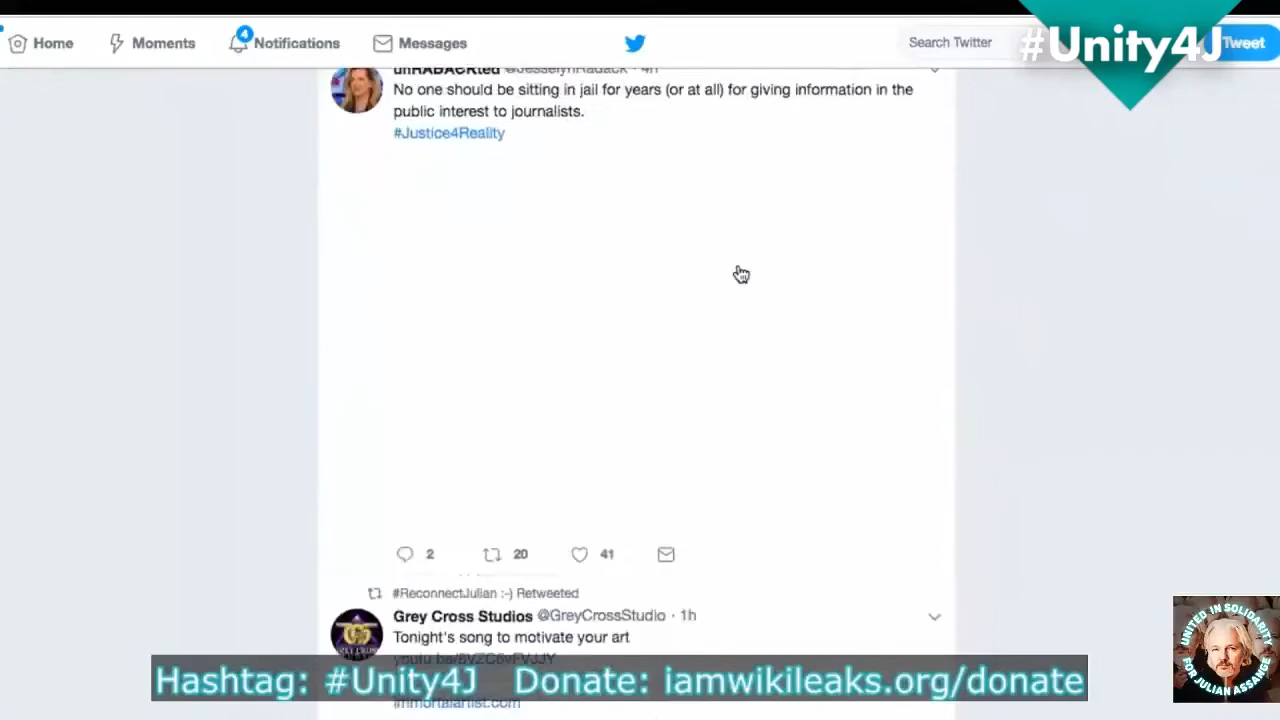 Home
Moments
4
Notifications
Messages
Search Twitter
Tweet
#Unity4J
unRADACKted @JesselynRadack · 4h
No one should be sitting in jail for years (or at all) for giving information in the
public interest to journalists.
#Justice4Reality
2
20
41
#ReconnectJulian :-) Retweeted
Grey Cross Studios @GreyCrossStudio · 1h
Tonight's song to motivate your art
Hashtag: #Unity4J Donate: iamwikileaks.org/donate
immortalartist.com
UNITED IN SOLIDARITY
FOR JULIAN ASSANGE